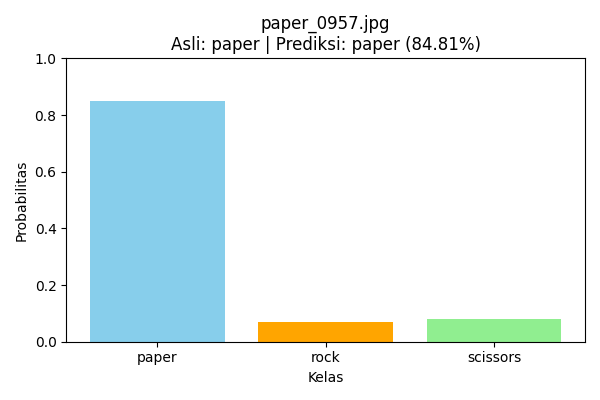 paper_0957.jpg
Asli: paper | Prediksi: paper (84.81%)
1.0
0.8
0.6
0.4
0.2
0.0
Probabilitas
paper rock scissors
Kelas